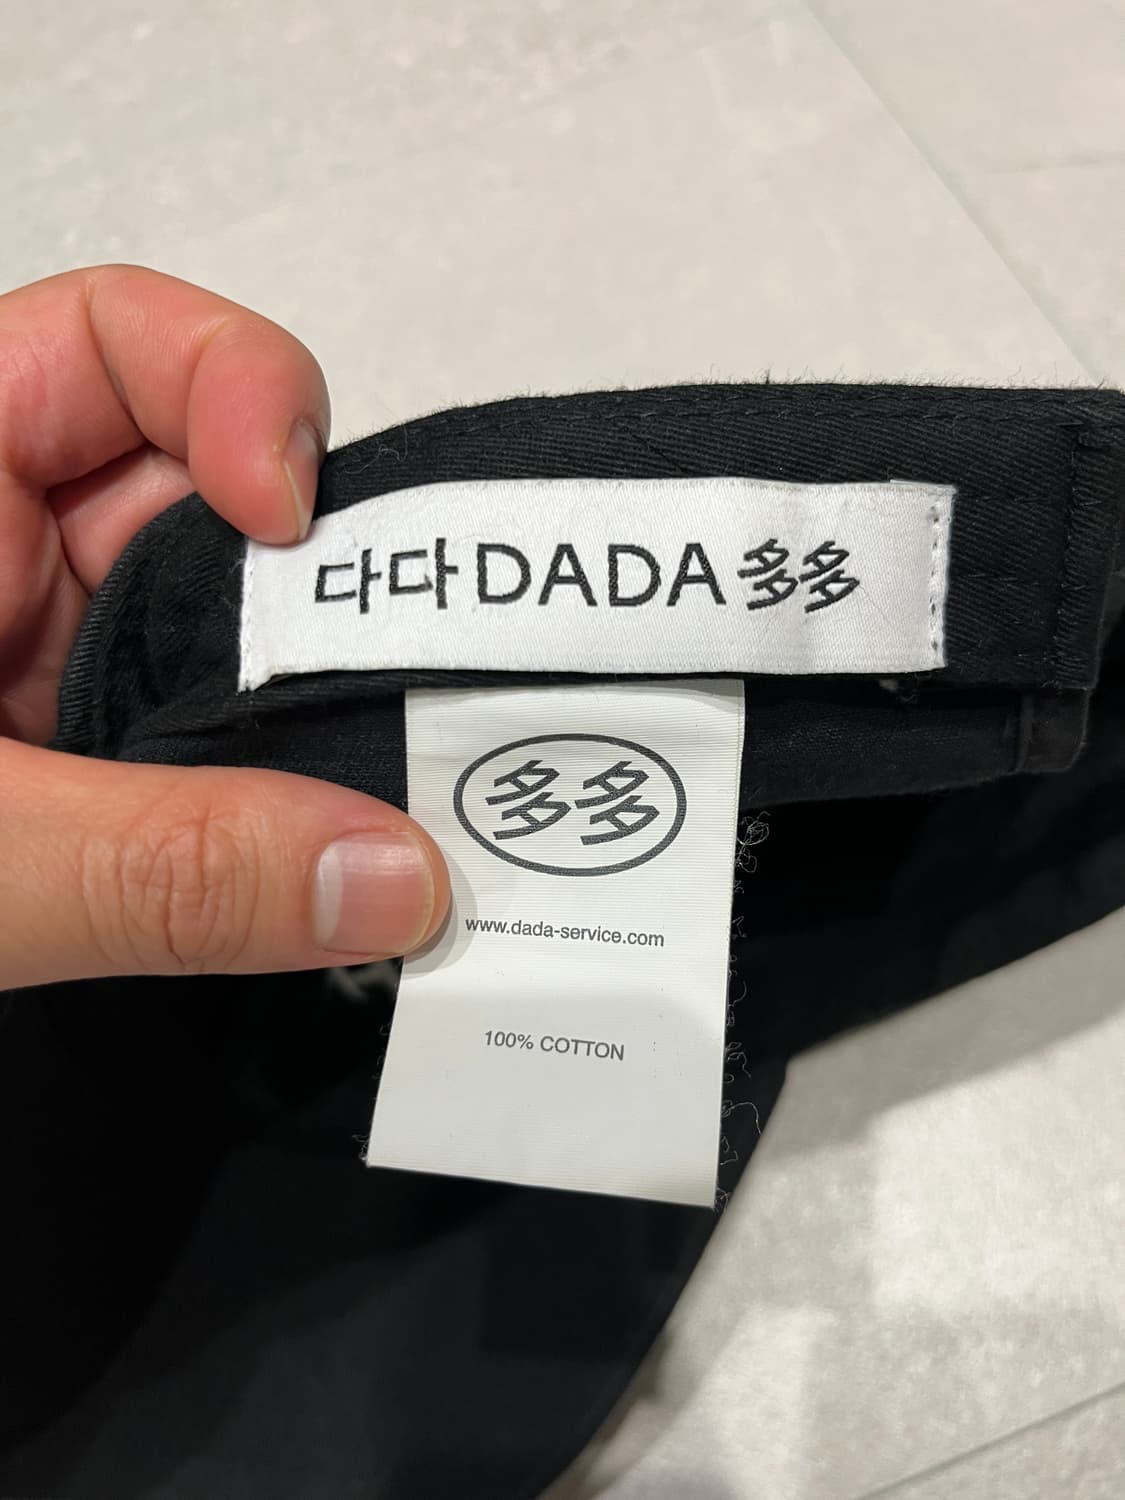 다다DADA多多
多多
www.dada-service.com
100% COTTON